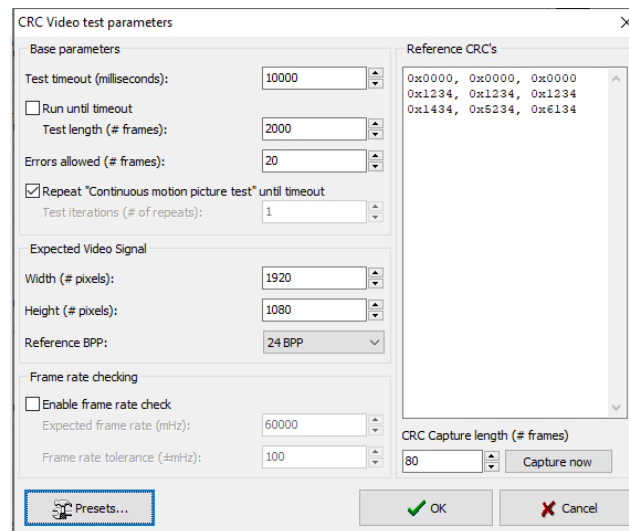 CRC Video test parameters
Base parameters
Test timeout (milliseconds):
10000
Run until timeout
Test length (# frames):
2000
Errors allowed (# frames):
20
Repeat "Continuous motion picture test" until timeout
Test iterations (# of repeats):
1
Expected Video Signal
Width (# pixels):
1920
Height (# pixels):
1080
Reference BPP:
24 BPP
Frame rate checking
Enable frame rate check
Expected frame rate (mHz):
60000
Frame rate tolerance (±mHz):
100
Reference CRC's
0x0000, 0x0000, 0x0000
0x1234, 0x1234, 0x1234
0x1434, 0x5234, 0x6134
CRC Capture length (# frames)
80
Capture now
Presets...
OK
Cancel